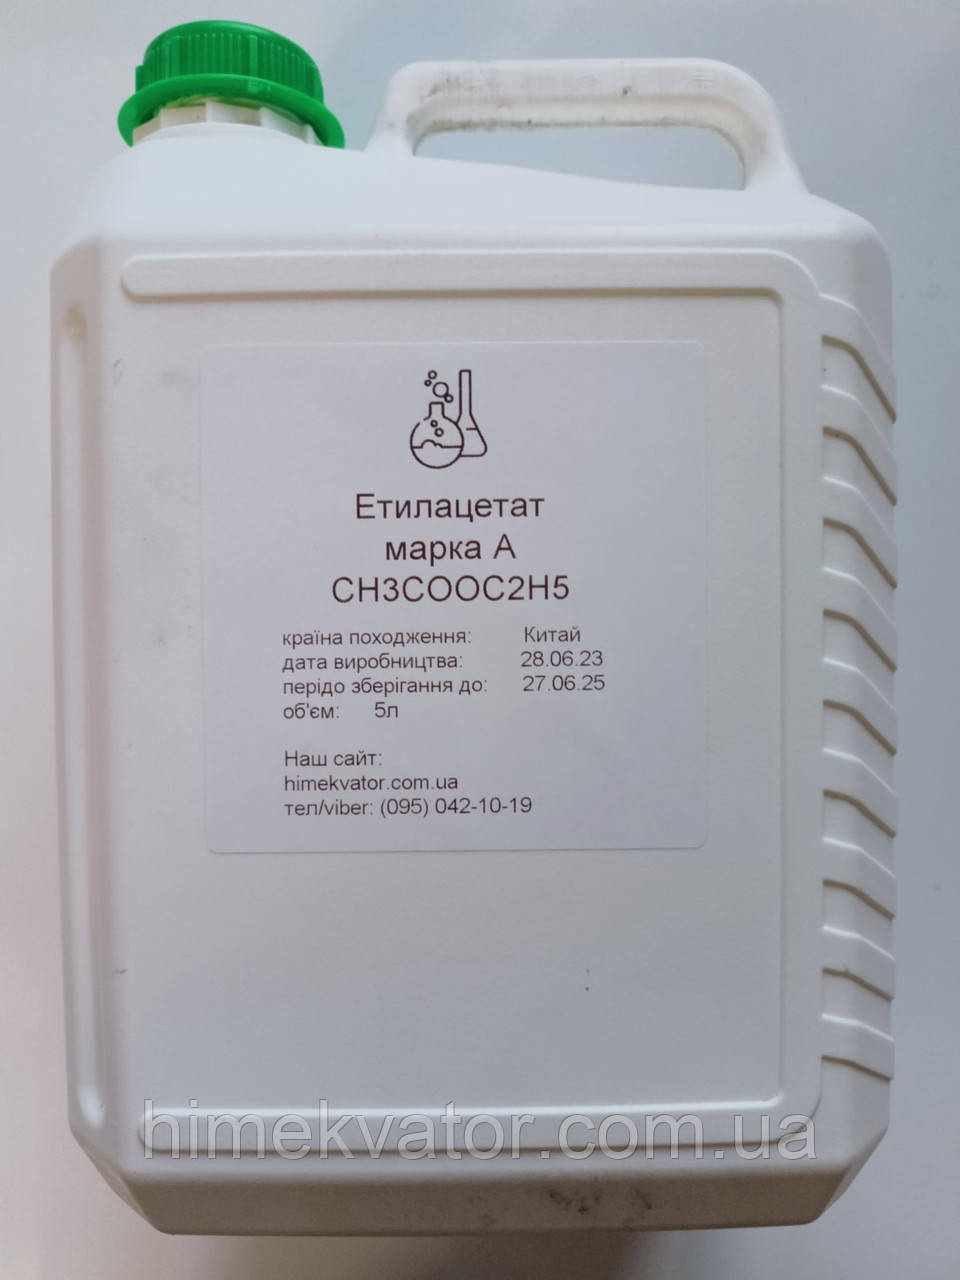 Етилацетат
марка А
CH3COOC2H5
країна походження: Китай
дата виробництва: 28.06.23
перідо зберігання до: 27.06.25
об'єм: 5л
Наш сайт:
himekvator.com.ua
тел/viber: (095) 042-10-19
himekvator.com.ua